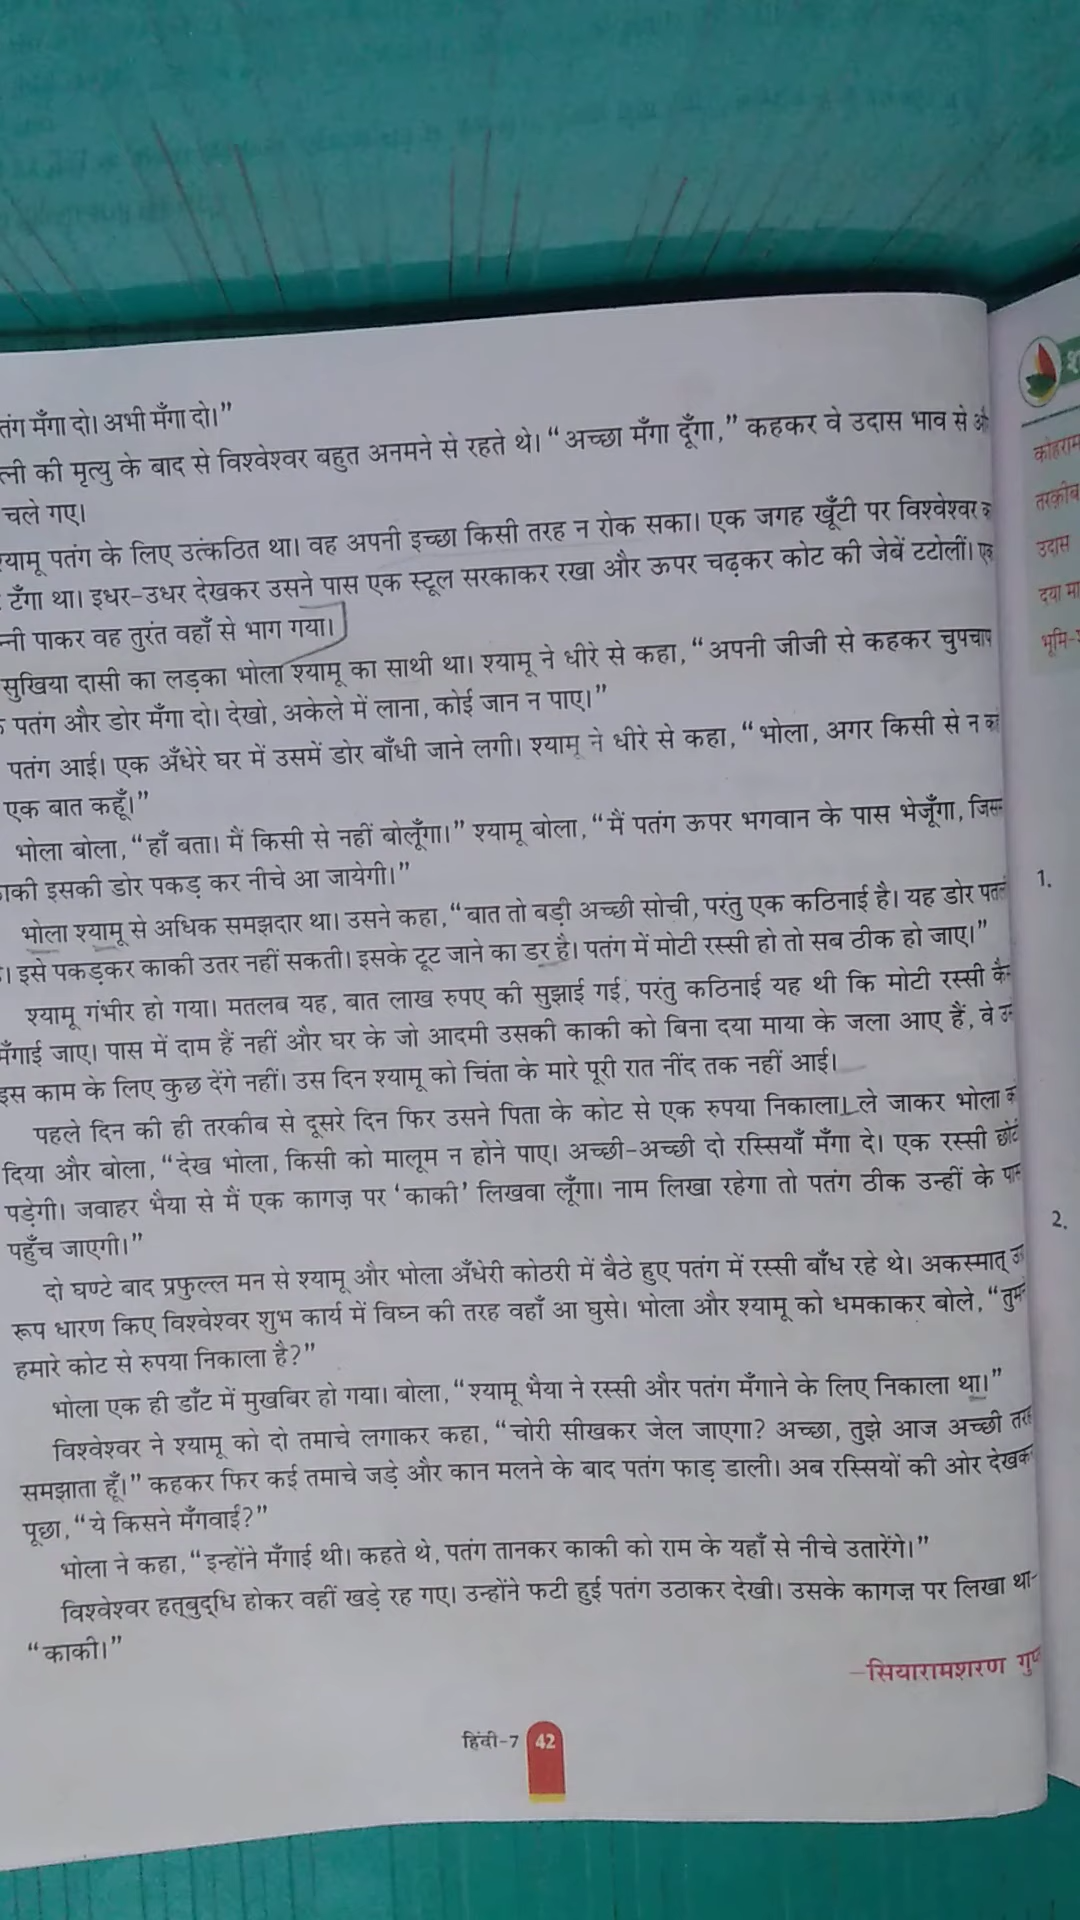 मँगा दो। अभी मँगा दो।”
की मृत्यु के बाद से विश्वेश्वर बहुत अनमने से रहते थे। “अच्छा मँगा दूँगा,” कहकर वे उदास भाव से
चले गए।
पतंग के लिए उत्कंठित था। वह अपनी इच्छा किसी तरह न रोक सका। एक जगह खूँटी पर विश्वेश्वर
टँगा था। इधर-उधर देखकर उसने पास एक स्टूल सरकाकर रखा और ऊपर चढ़कर कोट की जेबें टटोलीं।
पाकर वह तुरंत वहाँ से भाग गया।
सुखिया दासी का लड़का भोला श्यामू का साथी था। श्यामू ने धीरे से कहा, “अपनी जीजी से कहकर चुपचाप
पतंग और डोर मँगा दो। देखो, अकेले में लाना, कोई जान न पाए।”
पतंग आई। एक अँधेरे घर में उसमें डोर बाँधी जाने लगी। श्यामू ने धीरे से कहा, “भोला, अगर किसी से न
एक बात कहूँ।”
भोला बोला, “हाँ बता। मैं किसी से नहीं बोलूँगा।” श्यामू बोला, “मैं पतंग ऊपर भगवान के पास भेजूँगा,
इसकी डोर पकड़ कर नीचे आ जायेगी।”
भोला श्यामू से अधिक समझदार था। उसने कहा, “बात तो बड़ी अच्छी सोची, परंतु एक कठिनाई है। यह डोर
इसे पकड़कर काकी उतर नहीं सकती। इसके टूट जाने का डर है। पतंग में मोटी रस्सी हो तो सब ठीक हो जाए।”
श्यामू गंभीर हो गया। मतलब यह, बात लाख रुपए की सुझाई गई, परंतु कठिनाई यह थी कि मोटी रस्सी
मँगाई जाए। पास में दाम हैं नहीं और घर के जो आदमी उसकी काकी को बिना दया माया के जला आए हैं, वे
इस काम के लिए कुछ देंगे नहीं। उस दिन श्यामू को चिंता के मारे पूरी रात नींद तक नहीं आई।
पहले दिन की ही तरकीब से दूसरे दिन फिर उसने पिता के कोट से एक रुपया निकाला। ले जाकर भोला
दिया और बोला, “देख भोला, किसी को मालूम न होने पाए। अच्छी-अच्छी दो रस्सियाँ मँगा दे। एक रस्सी
पड़ेगी। जवाहर भैया से मैं एक कागज़ पर ‘काकी’ लिखवा लूँगा। नाम लिखा रहेगा तो पतंग ठीक उन्हीं के पास
पहुँच जाएगी।”
दो घण्टे बाद प्रफुल्ल मन से श्यामू और भोला अँधेरी कोठरी में बैठे हुए पतंग में रस्सी बाँध रहे थे। अकस्मात्
रूप धारण किए विश्वेश्वर शुभ कार्य में विघ्न की तरह वहाँ आ घुसे। भोला और श्यामू को धमकाकर बोले,
हमारे कोट से रुपया निकाला है?”
भोला एक ही डाँट में मुखबिर हो गया। बोला, “श्यामू भैया ने रस्सी और पतंग मँगाने के लिए निकाला था।”
विश्वेश्वर ने श्यामू को दो तमाचे लगाकर कहा, “चोरी सीखकर जेल जाएगा? अच्छा, तुझे आज अच्छी तरह
समझाता हूँ।” कहकर फिर कई तमाचे जड़े और कान मलने के बाद पतंग फाड़ डाली। अब रस्सियों की ओर
पूछा, “ये किसने मँगवाई?”
भोला ने कहा, “इन्होंने मँगाई थी। कहते थे, पतंग तानकर काकी को राम के यहाँ से नीचे उतारेंगे।”
विश्वेश्वर हत्बुद्धि होकर वहीं खड़े रह गए। उन्होंने फटी हुई पतंग उठाकर देखी। उसके कागज़ पर लिखा था-
“काकी।”
–सियारामशरण
हिंदी-7 42
कोहराम
तरक़ीब
उदास
दया
1.
2.